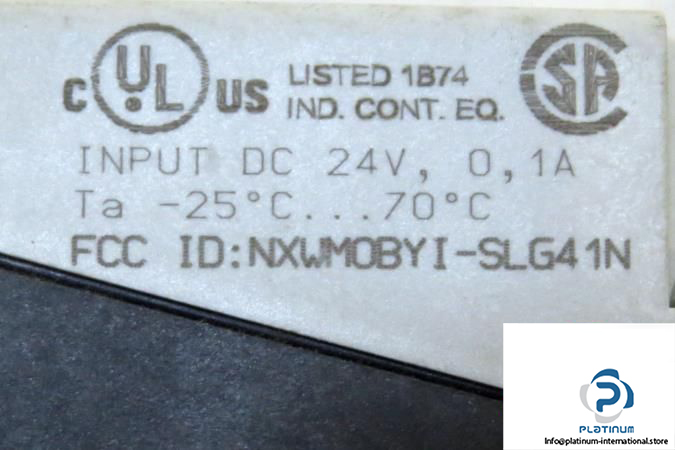 C UL US LISTED 1B74
IND. CONT. EQ.
SA
INPUT DC 24V, 0,1A
Ta -25°C...70°C
FCC ID:NXWMOBYI-SLG41N
PLATINUM
Info@platinum-international.store